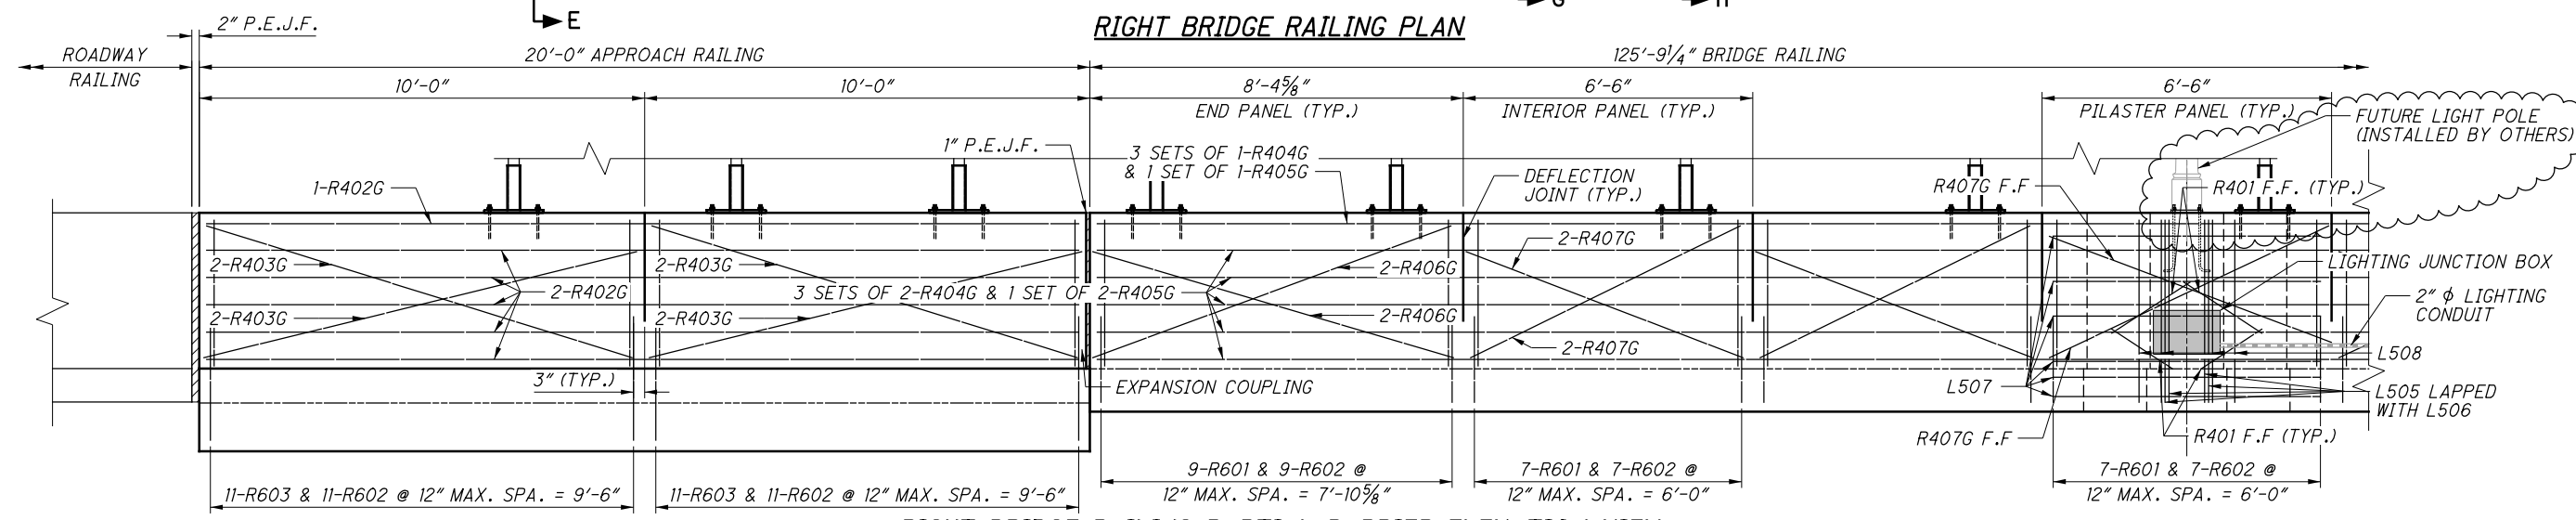 E
G
H
RIGHT BRIDGE RAILING PLAN
2" P.E.J.F.
ROADWAY
RAILING
20'-0" APPROACH RAILING
125'-9 1/4" BRIDGE RAILING
10'-0"
10'-0"
8'-4 5/8"
END PANEL (TYP.)
6'-6"
INTERIOR PANEL (TYP.)
6'-6"
PILASTER PANEL (TYP.)
FUTURE LIGHT POLE
(INSTALLED BY OTHERS)
1" P.E.J.F.
3 SETS OF 1-R404G
& 1 SET OF 1-R405G
DEFLECTION
JOINT (TYP.)
1-R402G
R407G F.F
R401 F.F. (TYP.)
2-R403G
2-R403G
2-R407G
2-R406G
LIGHTING JUNCTION BOX
2-R402G
3 SETS OF 2-R404G & 1 SET OF 2-R405G
2" ϕ LIGHTING
CONDUIT
2-R403G
2-R403G
2-R406G
2-R407G
L508
3" (TYP.)
EXPANSION COUPLING
L507
L505 LAPPED
WITH L506
R407G F.F
R401 F.F (TYP.)
11-R603 & 11-R602 @ 12" MAX. SPA. = 9'-6"
11-R603 & 11-R602 @ 12" MAX. SPA. = 9'-6"
9-R601 & 9-R602 @
12" MAX. SPA. = 7'-10 5/8"
7-R601 & 7-R602 @
12" MAX. SPA. = 6'-0"
7-R601 & 7-R602 @
12" MAX. SPA. = 6'-0"